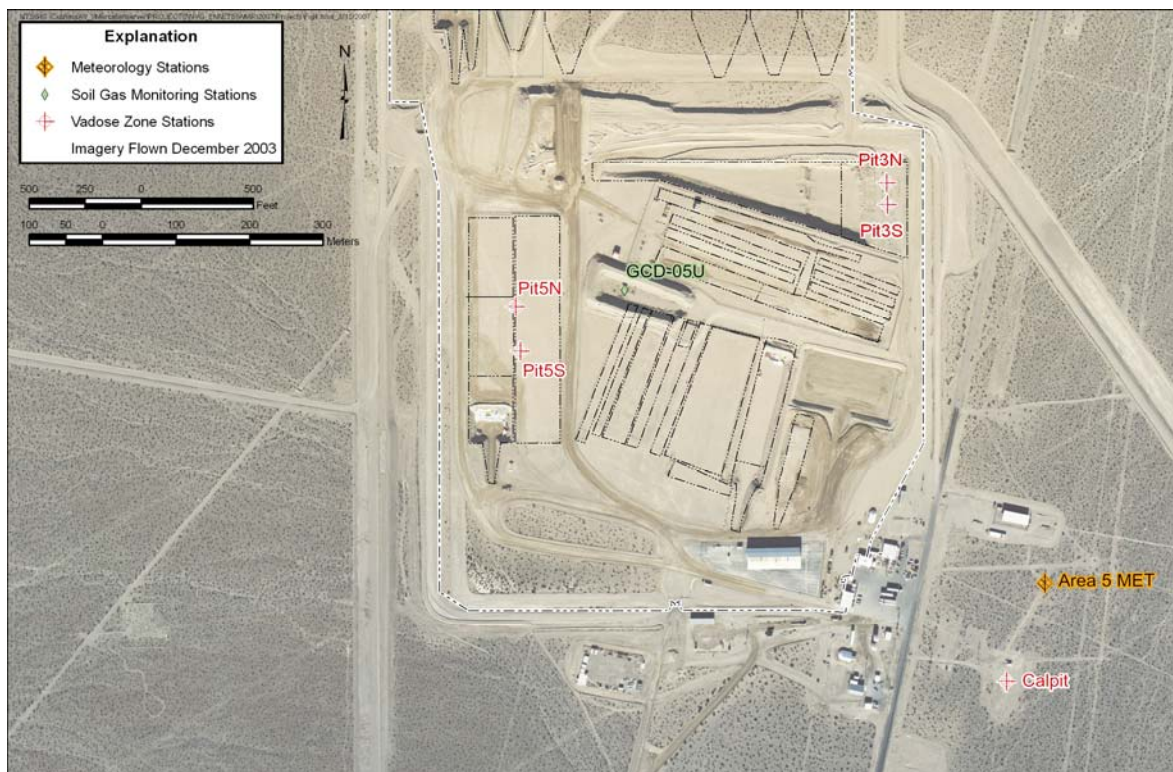 Explanation
Meteorology Stations
Soil Gas Monitoring Stations
Vadose Zone Stations
Imagery Flown December 2003
N
500 250 0 500
Feet
100 50 0 100 200 300
Meters
Pit3N
Pit3S
GCD-05U
Pit5N
Pit5S
Area 5 MET
Calpit